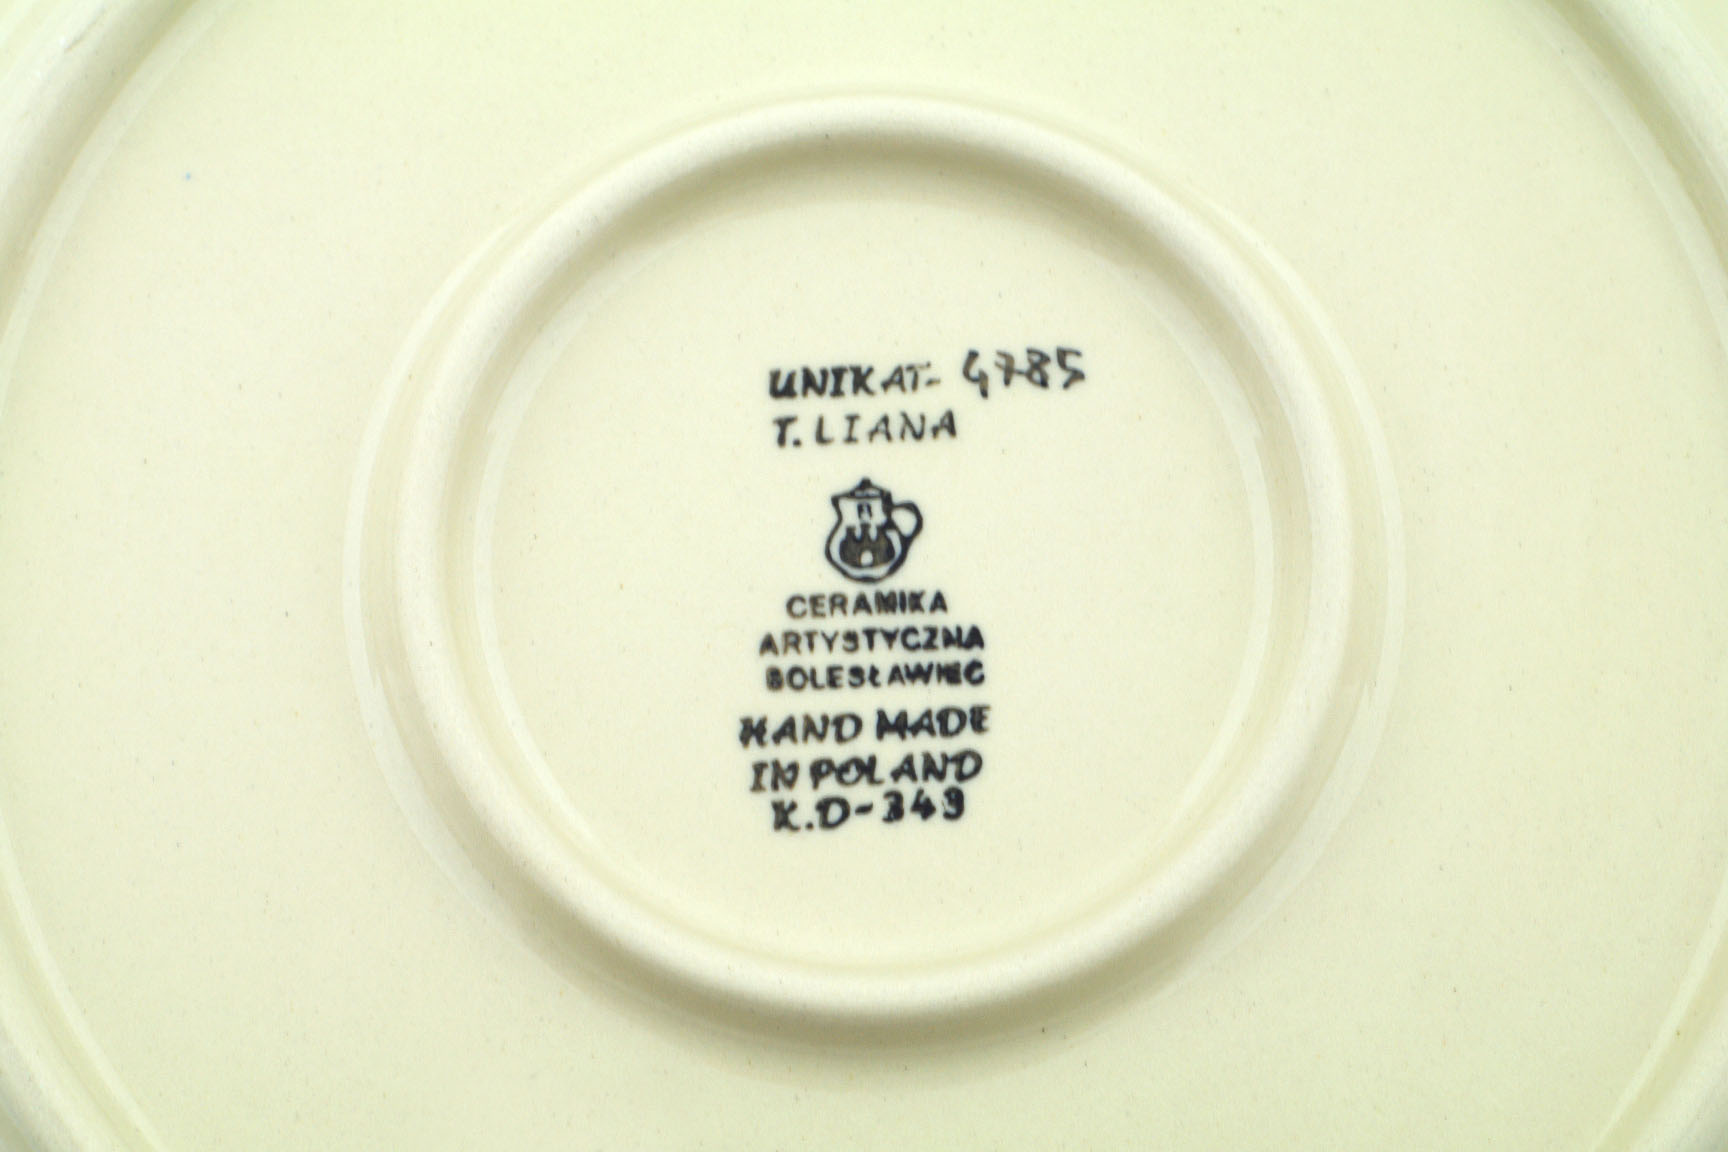 UNIKAT- 4785
T. LIANA
CERAMIKA
ARTYSTYCZNA
BOLESŁAWIEC
HAND MADE
IN POLAND
K.D-349